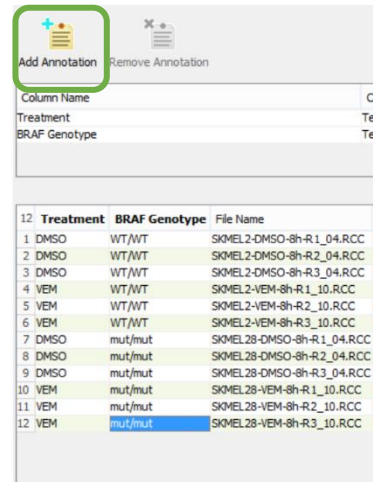 Add Annotation Remove Annotation
Column Name
Treatment Te
BRAF Genotype Te
12 Treatment BRAF Genotype File Name
1 DMSO WT/WT SKMEL2-DMSO-8h-R1_04.RCC
2 DMSO WT/WT SKMEL2-DMSO-8h-R2_04.RCC
3 DMSO WT/WT SKMEL2-DMSO-8h-R3_04.RCC
4 VEM WT/WT SKMEL2-VEM-8h-R1_10.RCC
5 VEM WT/WT SKMEL2-VEM-8h-R2_10.RCC
6 VEM WT/WT SKMEL2-VEM-8h-R3_10.RCC
7 DMSO mut/mut SKMEL28-DMSO-8h-R1_04.RCC
8 DMSO mut/mut SKMEL28-DMSO-8h-R2_04.RCC
9 DMSO mut/mut SKMEL28-DMSO-8h-R3_04.RCC
10 VEM mut/mut SKMEL28-VEM-8h-R1_10.RCC
11 VEM mut/mut SKMEL28-VEM-8h-R2_10.RCC
12 VEM mut/mut SKMEL28-VEM-8h-R3_10.RCC